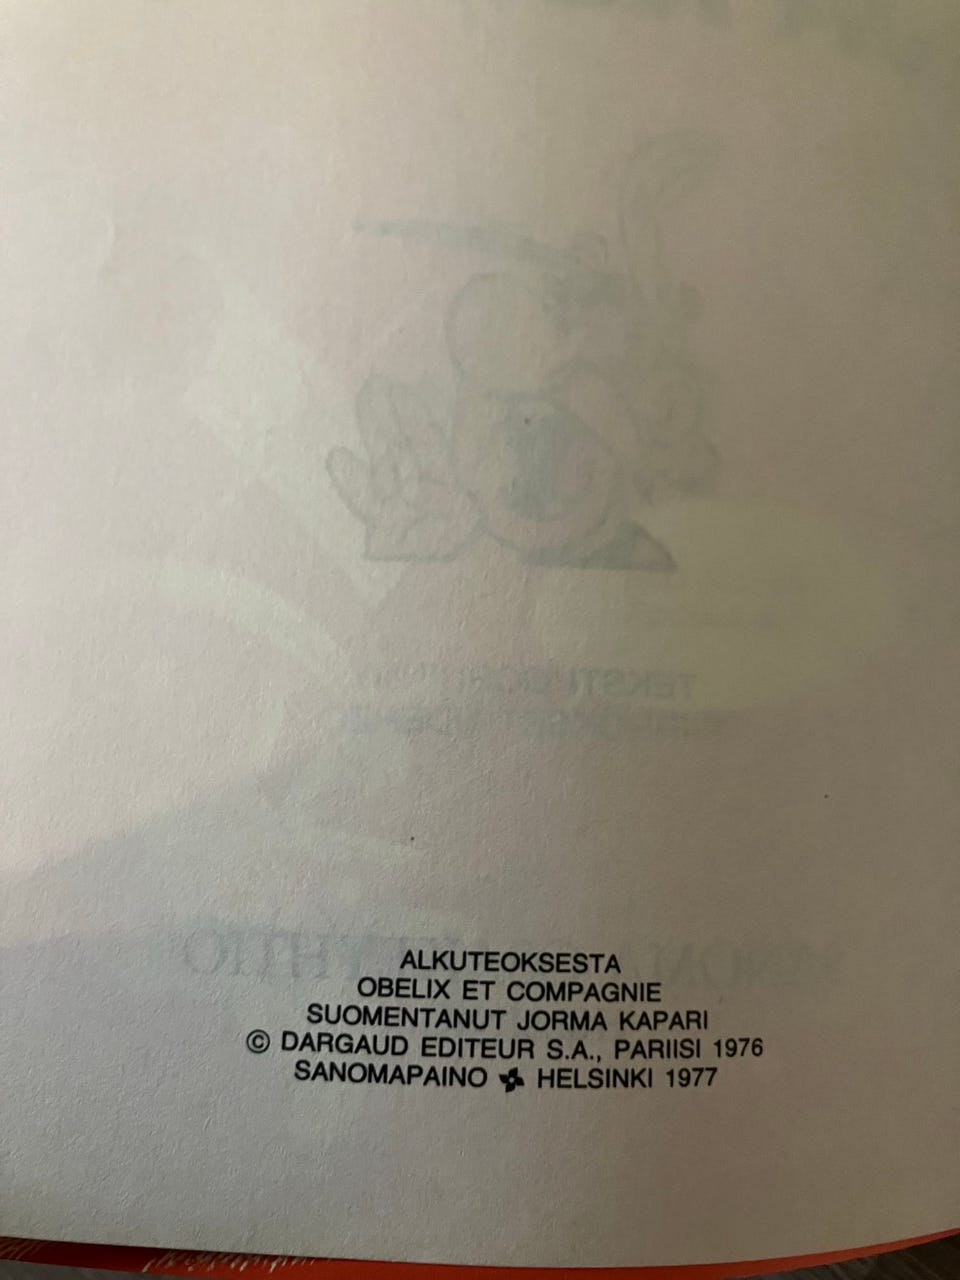 ALKUTEOKSESTA
OBELIX ET COMPAGNIE
SUOMENTANUT JORMA KAPARI
© DARGAUD EDITEUR S.A., PARIISI 1976
SANOMAPAINO HELSINKI 1977